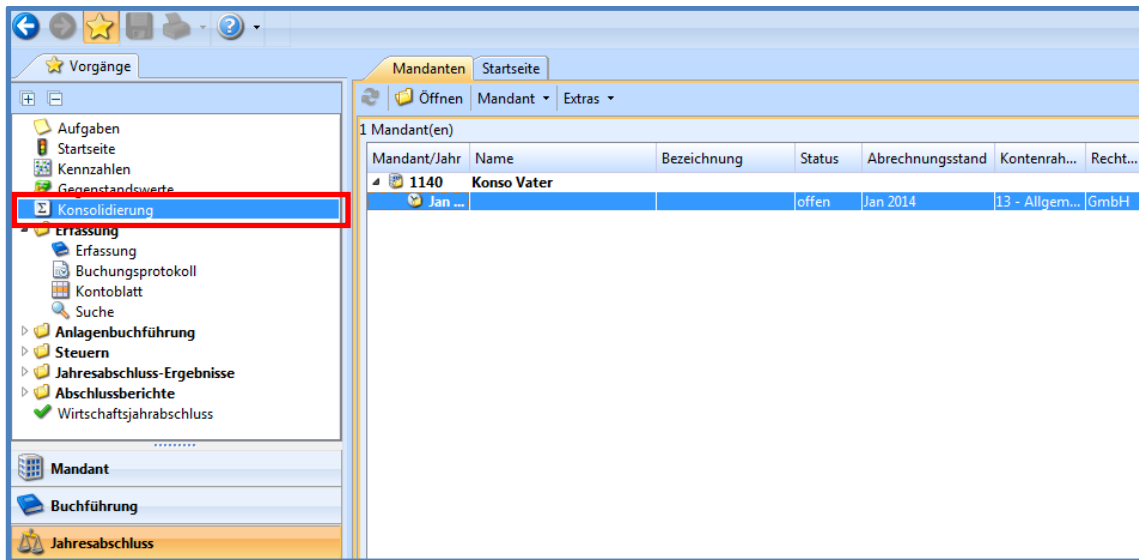 Vorgänge
Mandanten Startseite
Öffnen Mandant Extras
Aufgaben
1 Mandant(en)
Startseite
Mandant/Jahr Name Bezeichnung Status Abrechnungsstand Kontenrah... Recht...
Kennzahlen
Gegenstandswerte
1140 Konso Vater
Konsolidierung
Jan ... offen Jan 2014 13 - Allgem... GmbH
Erfassung
Erfassung
Buchungsprotokoll
Kontoblatt
Suche
Anlagenbuchführung
Steuern
Jahresabschluss-Ergebnisse
Abschlussberichte
Wirtschaftsjahrabschluss
Mandant
Buchführung
Jahresabschluss